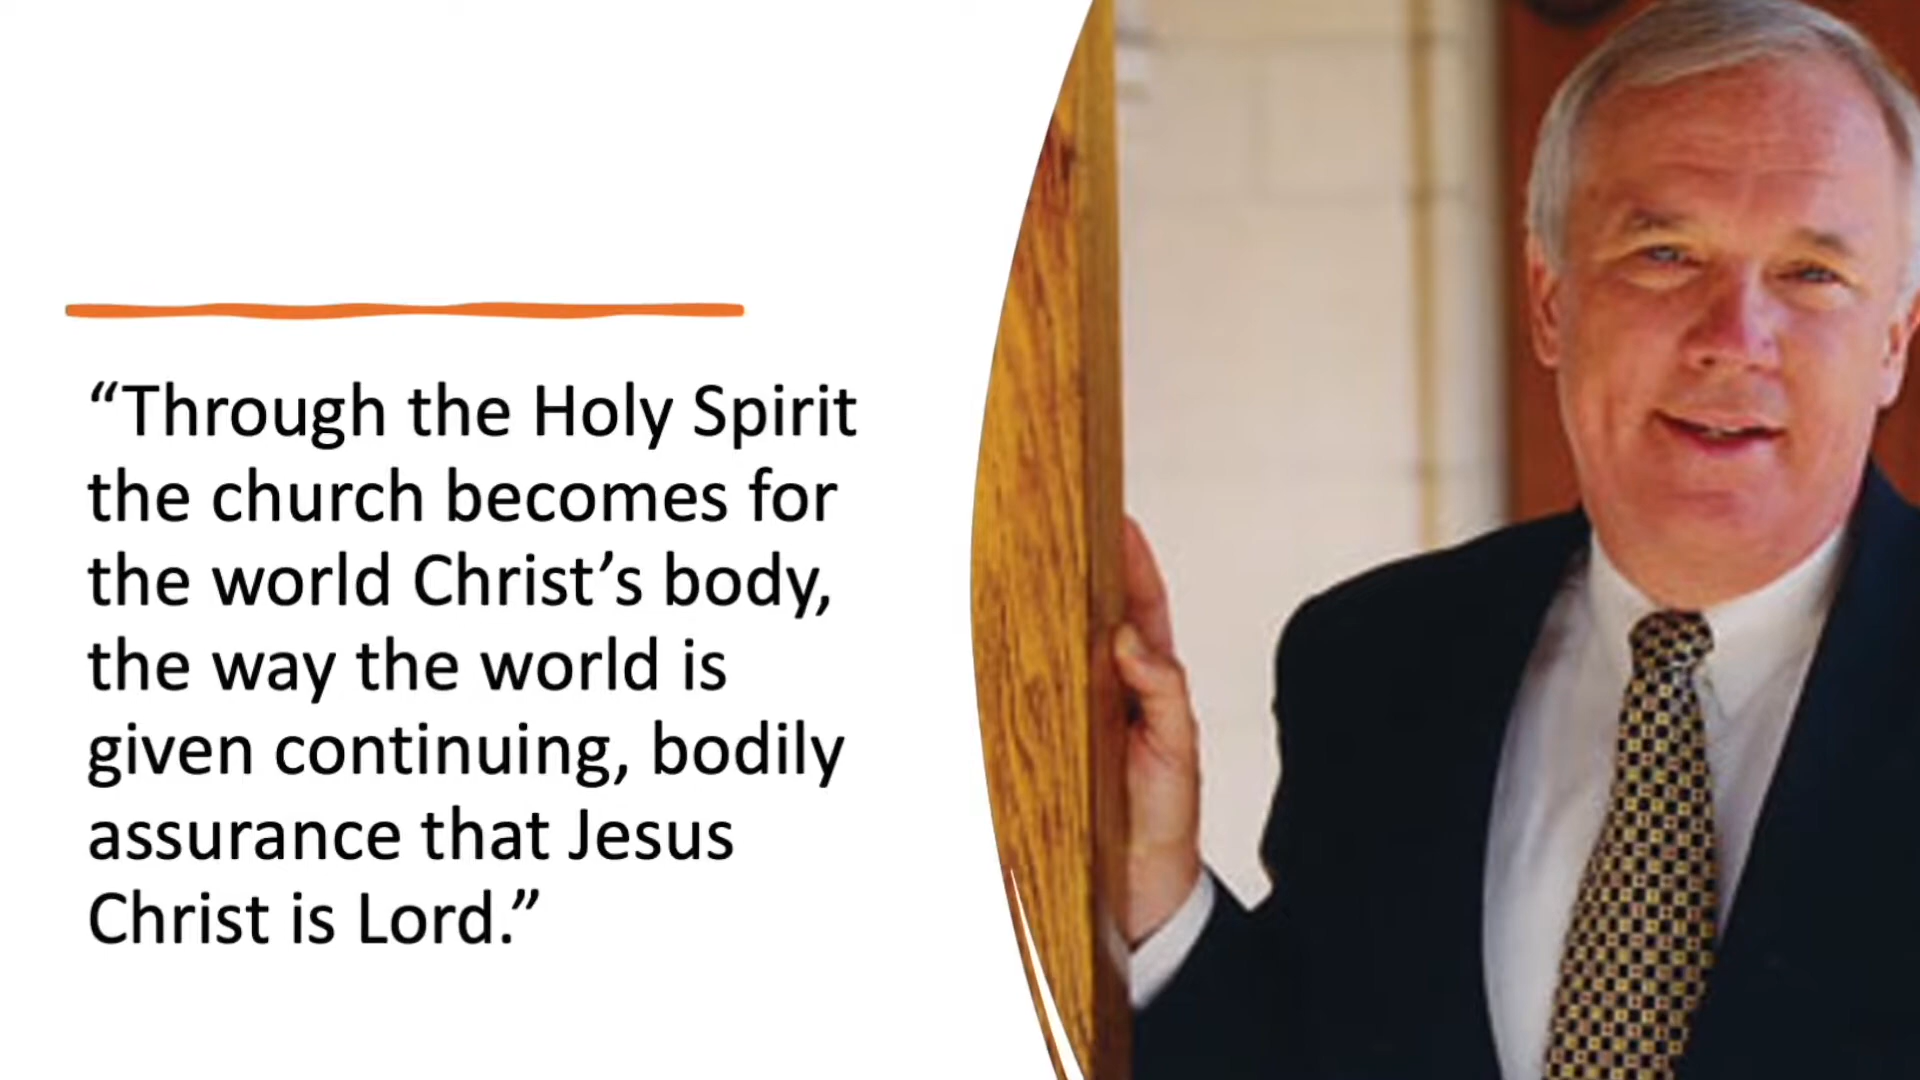 “Through the Holy Spirit
the church becomes for
the world Christ’s body,
the way the world is
given continuing, bodily
assurance that Jesus
Christ is Lord.”